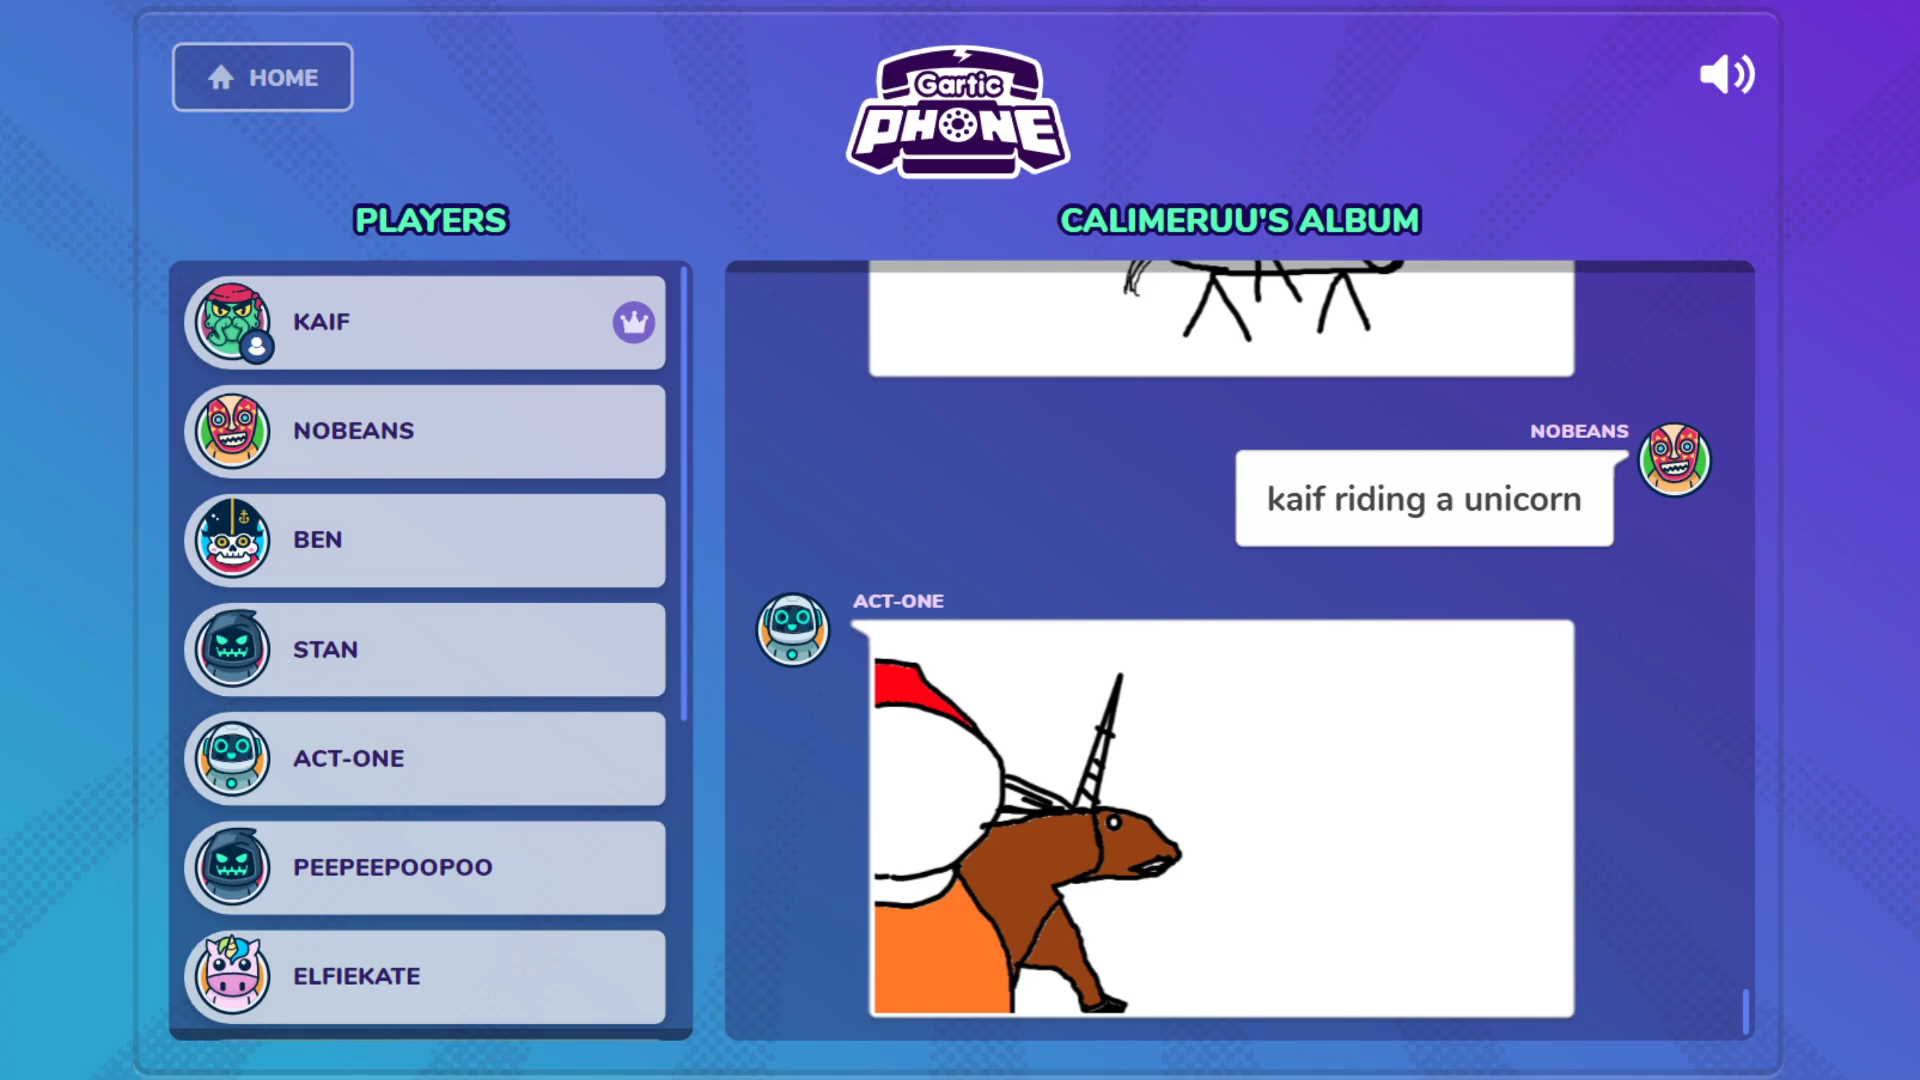 HOME
Gartic
PHONE
PLAYERS
CALIMERUU'S ALBUM
KAIF
NOBEANS
BEN
STAN
ACT-ONE
PEEPEEPOOPOO
ELFIEKATE
NOBEANS
kaif riding a unicorn
ACT-ONE